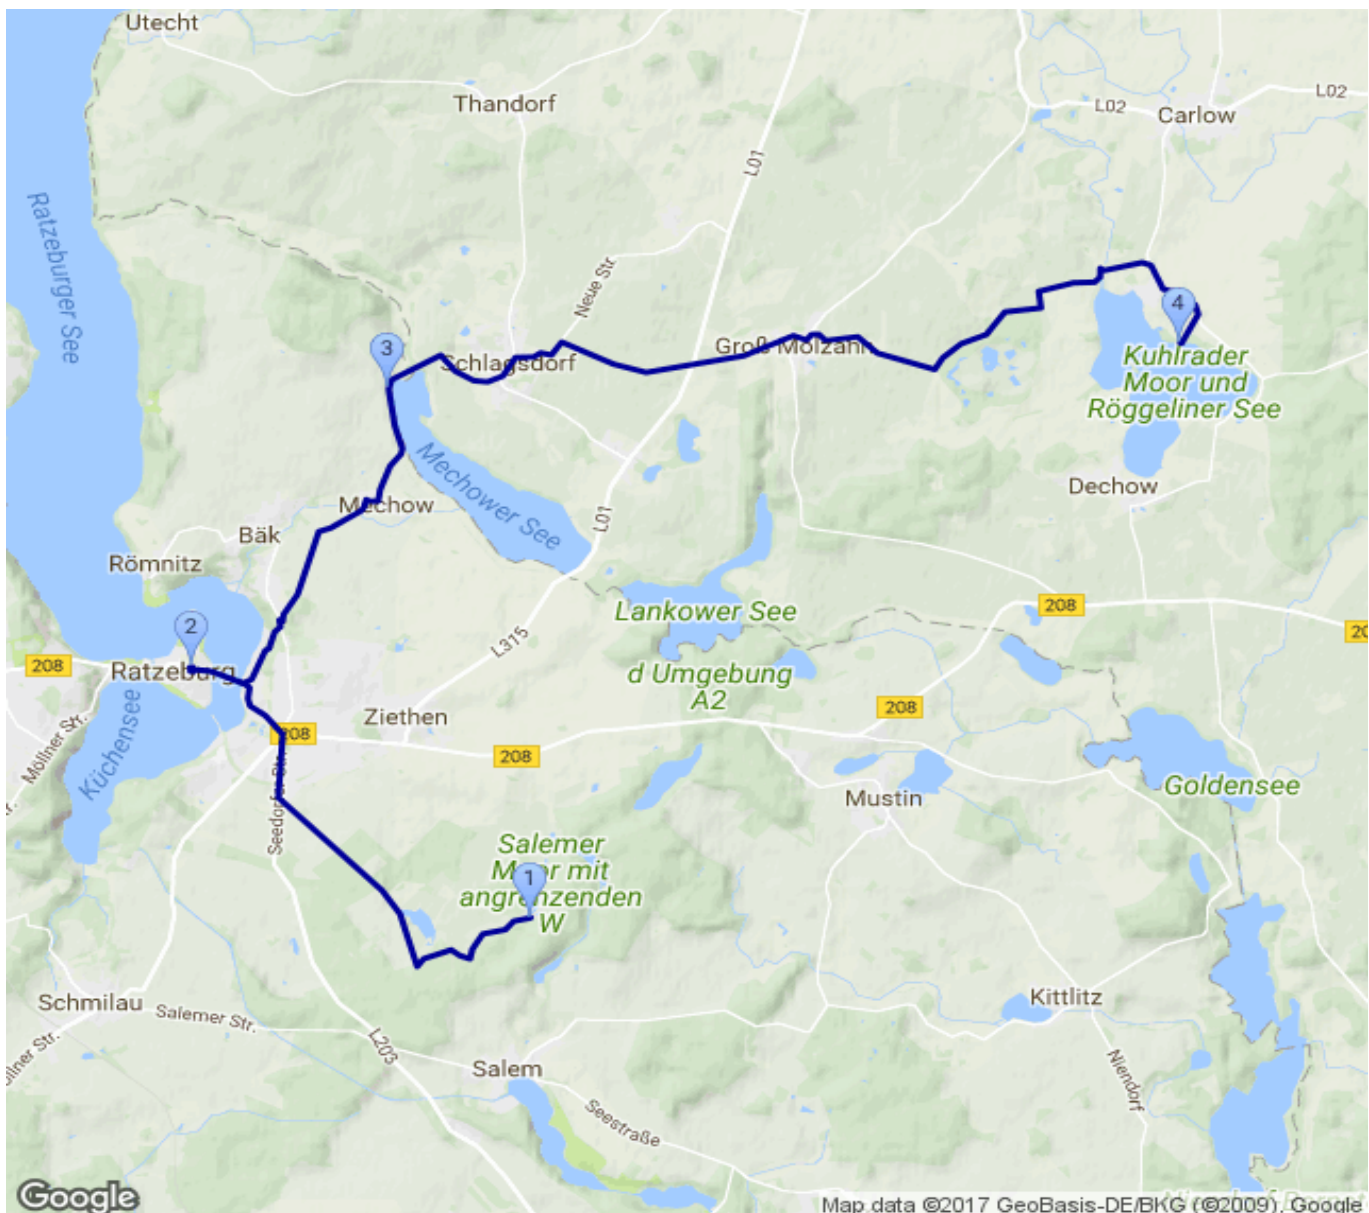 Utecht
Thandorf
L02
L02
Carlow
L01
Ratzeburger See
Neue Str.
3
4
Schlagsdorf
Groß Molzahn
Kuhlrader
Moor und
Röggeliner See
Mechower See
Mechow
Dechow
L01
Bäk
Römnitz
Lankower See
208
2
L315
208
Ratzeburg
d Umgebung
A2
208
Ziethen
208
208
Möllner Str.
Küchensee
Seedorfer Str.
Mustin
Goldensee
Salemer
Moor mit
angrenzenden
W
1
Schmilau
Salemer Str.
Kittlitz
L203
Salem
Niendorf
Seestraße
Google
Map data ©2017 GeoBasis-DE/BKG (©2009), Google